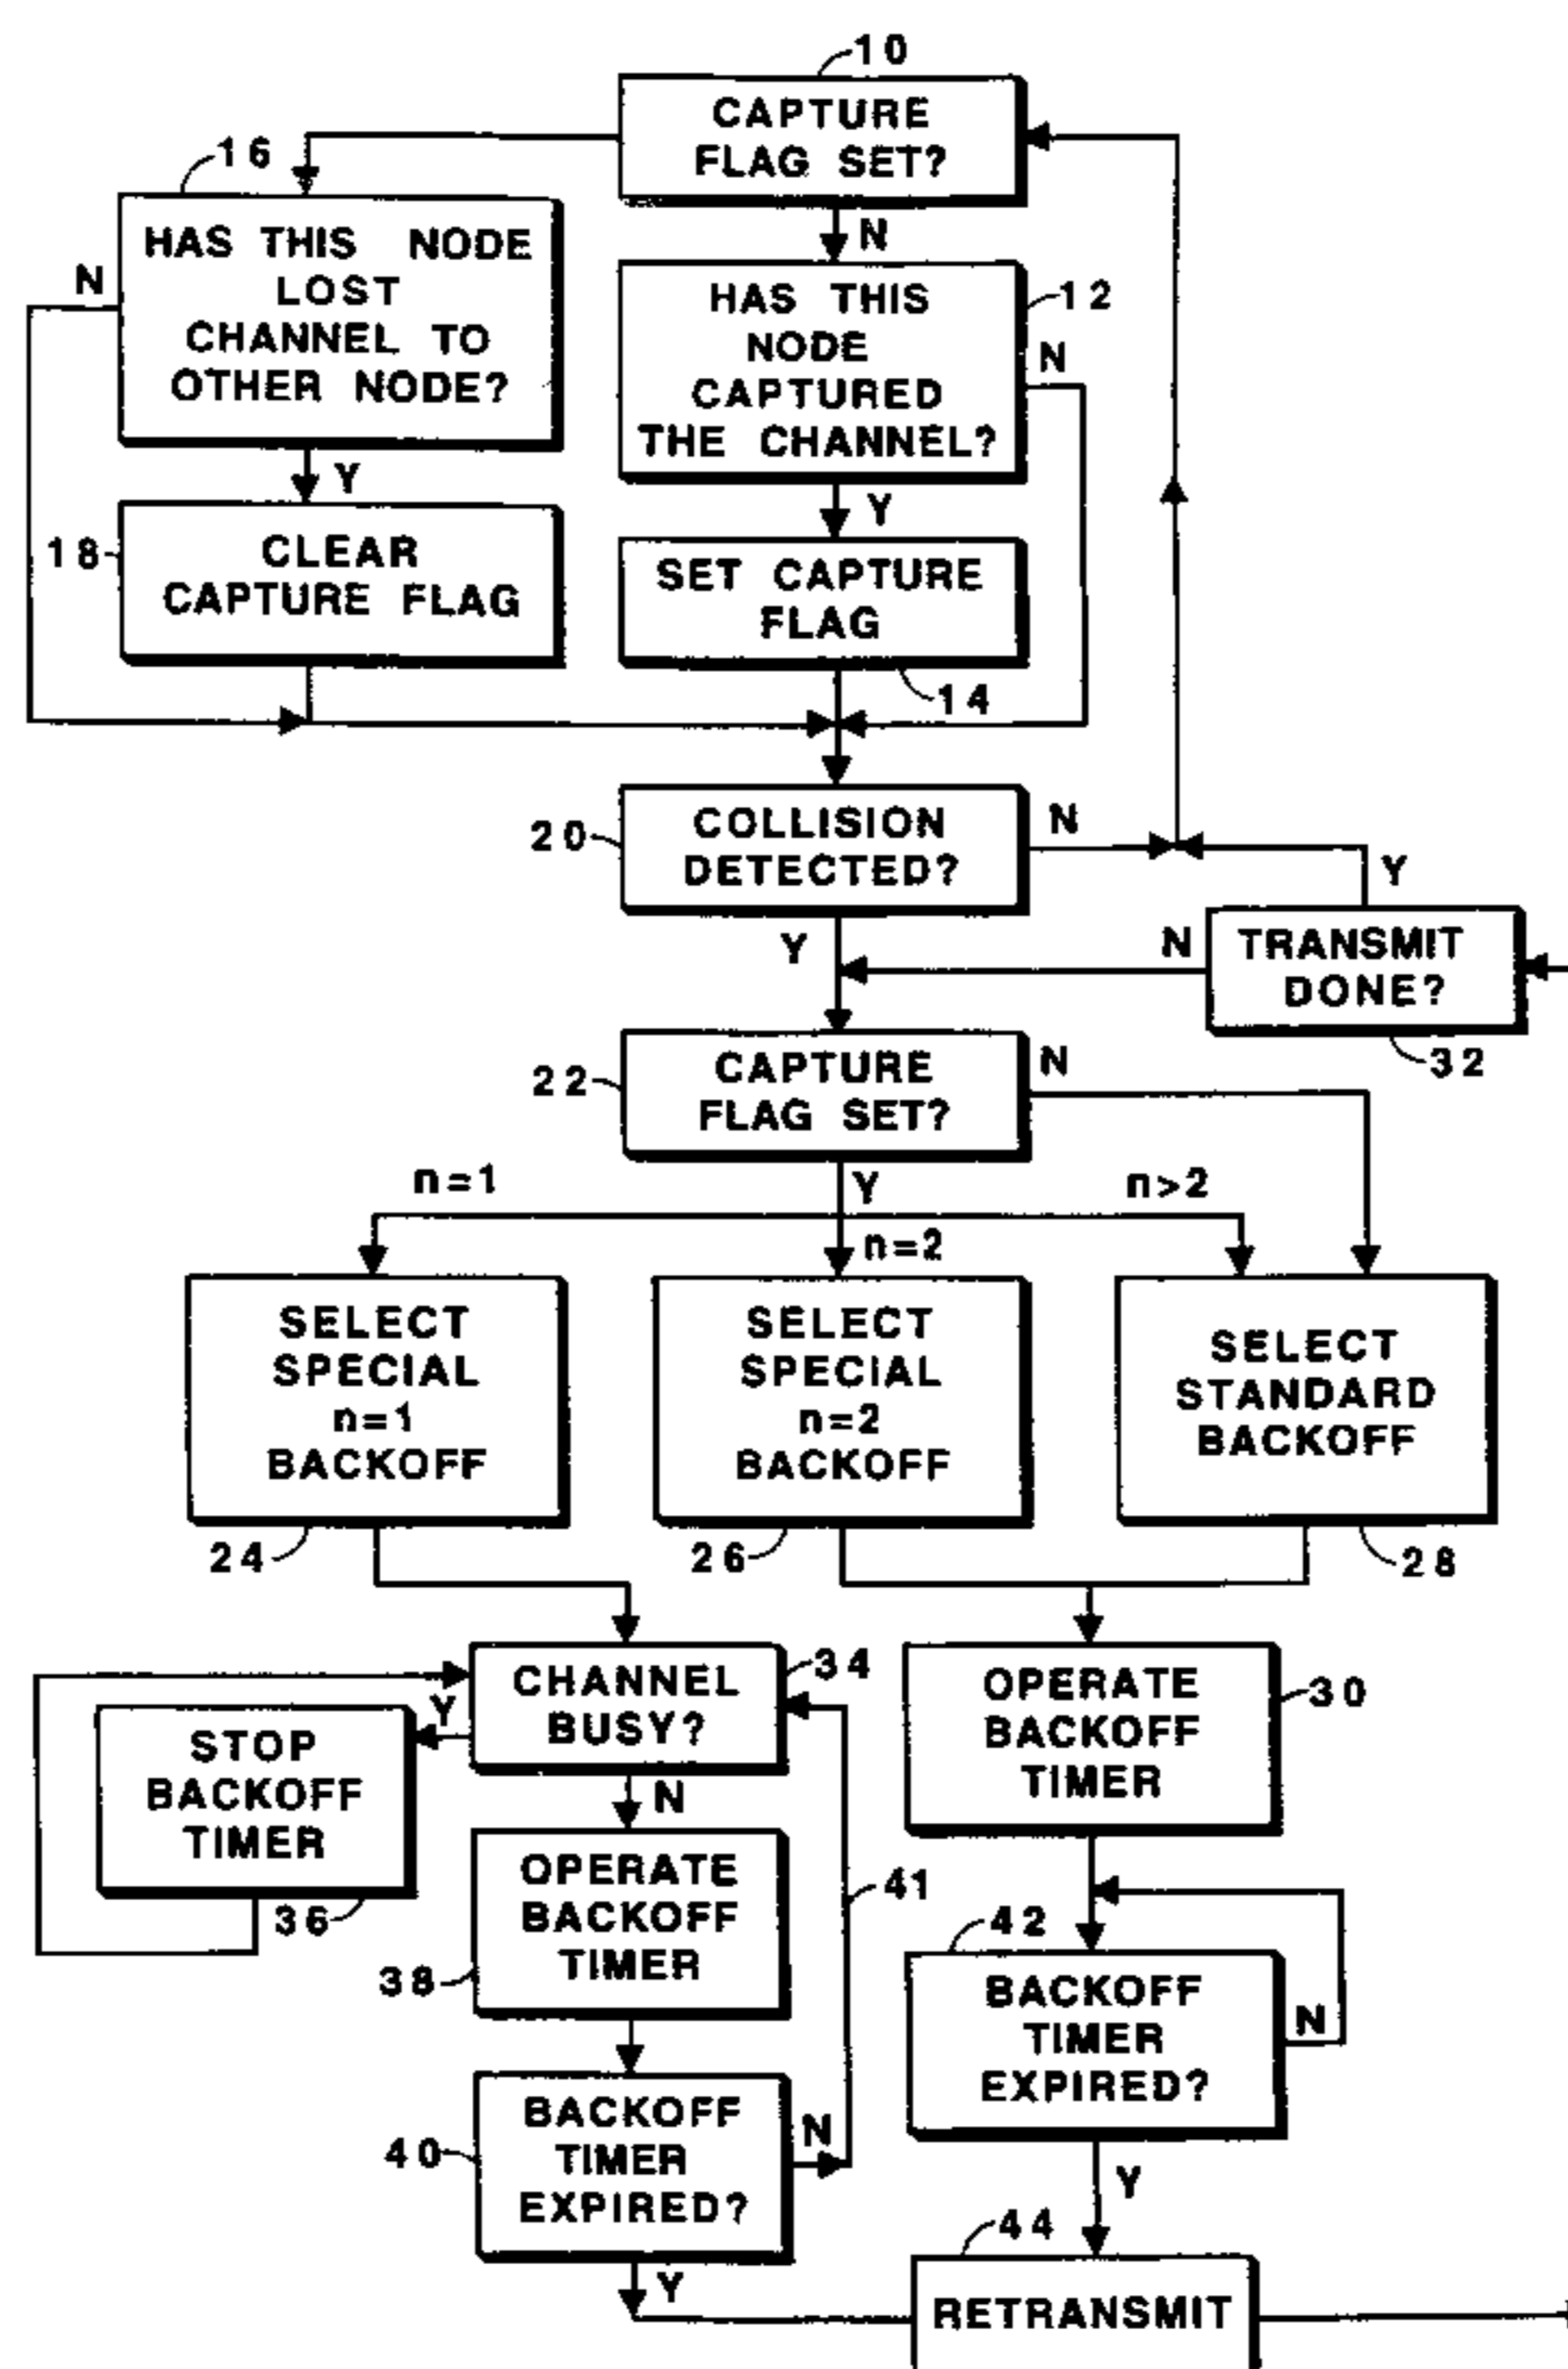 10
CAPTURE
FLAG SET?
16
N
HAS THIS NODE
LOST
CHANNEL TO
OTHER NODE?
N
HAS THIS
NODE
CAPTURED
THE CHANNEL?
12
N
Y
Y
18
CLEAR
CAPTURE FLAG
SET CAPTURE
FLAG
14
20
COLLISION
DETECTED?
N
Y
Y
N
TRANSMIT
DONE?
32
22
CAPTURE
FLAG SET?
N
n=1
Y
n>2
n=2
SELECT
SPECIAL
n=1
BACKOFF
24
SELECT
SPECIAL
n=2
BACKOFF
26
SELECT
STANDARD
BACKOFF
28
CHANNEL
BUSY?
34
Y
STOP
BACKOFF
TIMER
36
N
OPERATE
BACKOFF
TIMER
38
41
OPERATE
BACKOFF
TIMER
30
42
BACKOFF
TIMER
EXPIRED?
N
40
BACKOFF
TIMER
EXPIRED?
N
Y
Y
44
RETRANSMIT